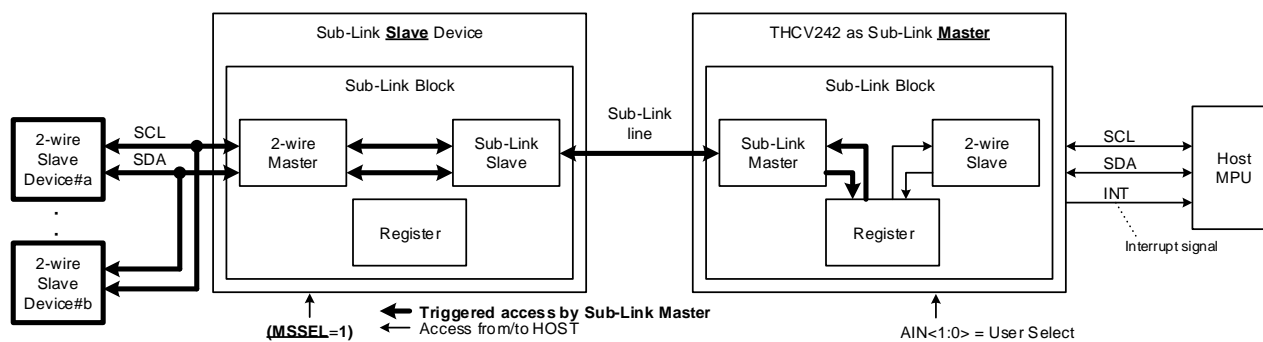 Sub-Link Slave Device
THCV242 as Sub-Link Master
Sub-Link Block
Sub-Link Block
Sub-Link
line
2-wire
Slave
Device#a
SCL
SDA
2-wire
Master
Sub-Link
Slave
Sub-Link
Master
2-wire
Slave
SCL
SDA
INT
Host
MPU
Register
Register
Interrupt signal
.
.
2-wire
Slave
Device#b
(MSSEL=1)
Triggered access by Sub-Link Master
Access from/to HOST
AIN<1:0> = User Select